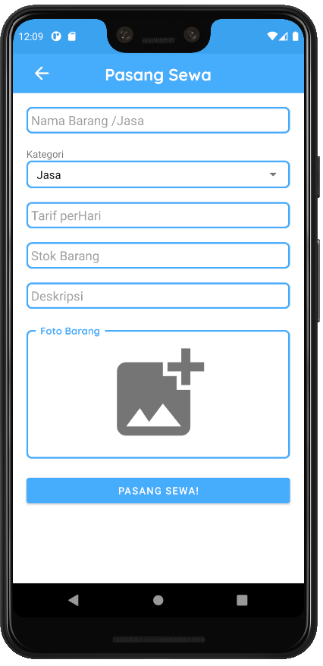 12:09
Pasang Sewa
Nama Barang /Jasa
Kategori
Jasa
Tarif perHari
Stok Barang
Deskripsi
Foto Barang
PASANG SEWA!